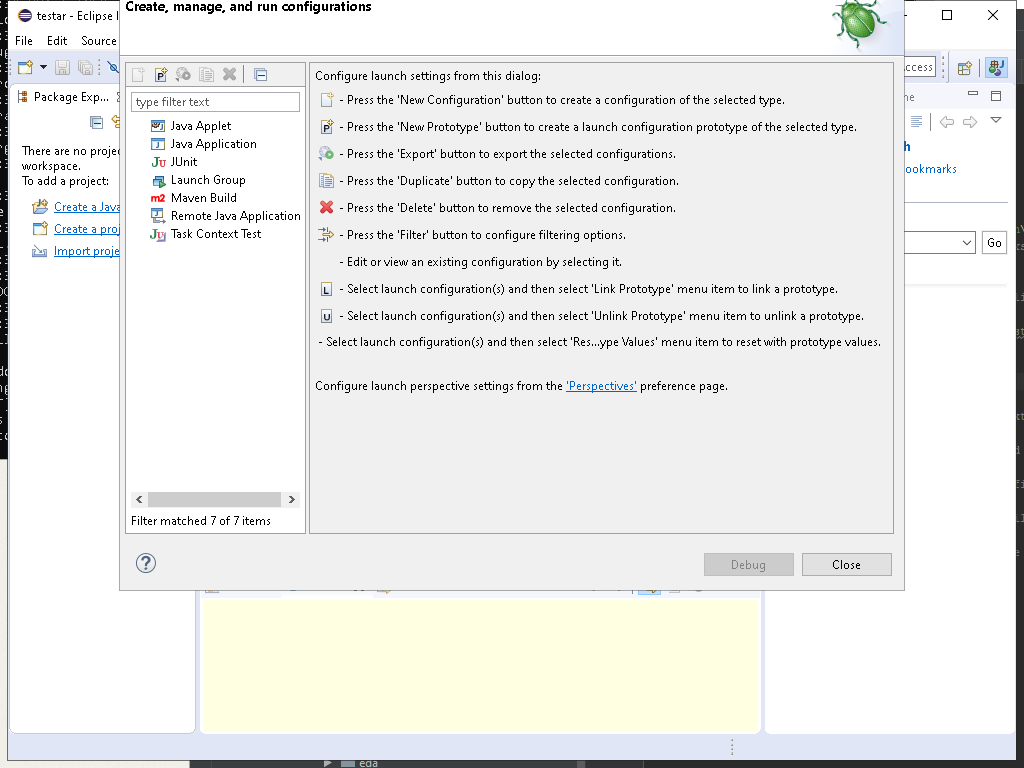 testar - Eclipse I
File Edit Source
Package Exp...
There are no projec
workspace.
To add a project:
Create a Java
Create a proj
Import proje
Create, manage, and run configurations
type filter text
Java Applet
Java Application
JUnit
Launch Group
Maven Build
Remote Java Application
Task Context Test
Filter matched 7 of 7 items
Configure launch settings from this dialog:
- Press the 'New Configuration' button to create a configuration of the selected type.
- Press the 'New Prototype' button to create a launch configuration prototype of the selected type.
- Press the 'Export' button to export the selected configurations.
- Press the 'Duplicate' button to copy the selected configuration.
- Press the 'Delete' button to remove the selected configuration.
- Press the 'Filter' button to configure filtering options.
- Edit or view an existing configuration by selecting it.
- Select launch configuration(s) and then select 'Link Prototype' menu item to link a prototype.
- Select launch configuration(s) and then select 'Unlink Prototype' menu item to unlink a prototype.
- Select launch configuration(s) and then select 'Res...ype Values' menu item to reset with prototype values.
Configure launch perspective settings from the 'Perspectives' preference page.
Debug
Close
ccess
ne
h
ookmarks
Go
eda